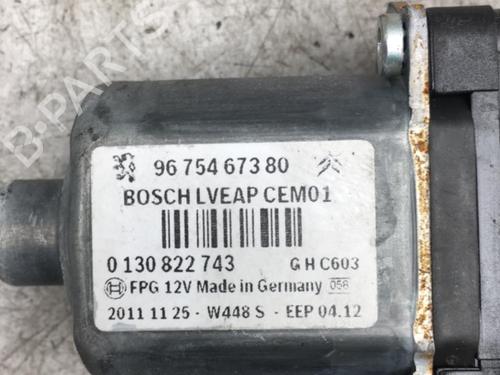 96 754 673 80
BOSCH LVEAP CEM01
0 130 822 743 G H C603
FPG 12V Made in Germany 058
2011 11 25 - W448 S - EEP 04.12
B-PARTS